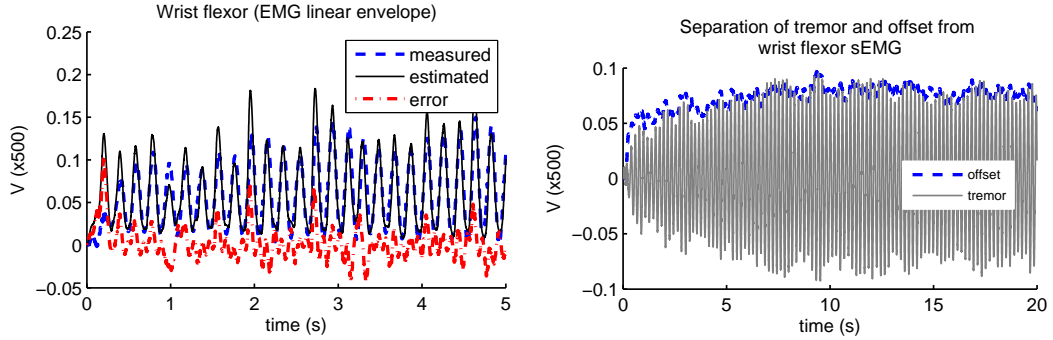 Wrist flexor (EMG linear envelope)
0.25
0.2
0.15
0.1
0.05
0
−0.05
V (x500)
measured
estimated
error
0
1
2
3
4
5
time (s)
Separation of tremor and offset from
wrist flexor sEMG
0.1
0.05
0
−0.05
−0.1
V (x500)
offset
tremor
0
5
10
15
20
time (s)